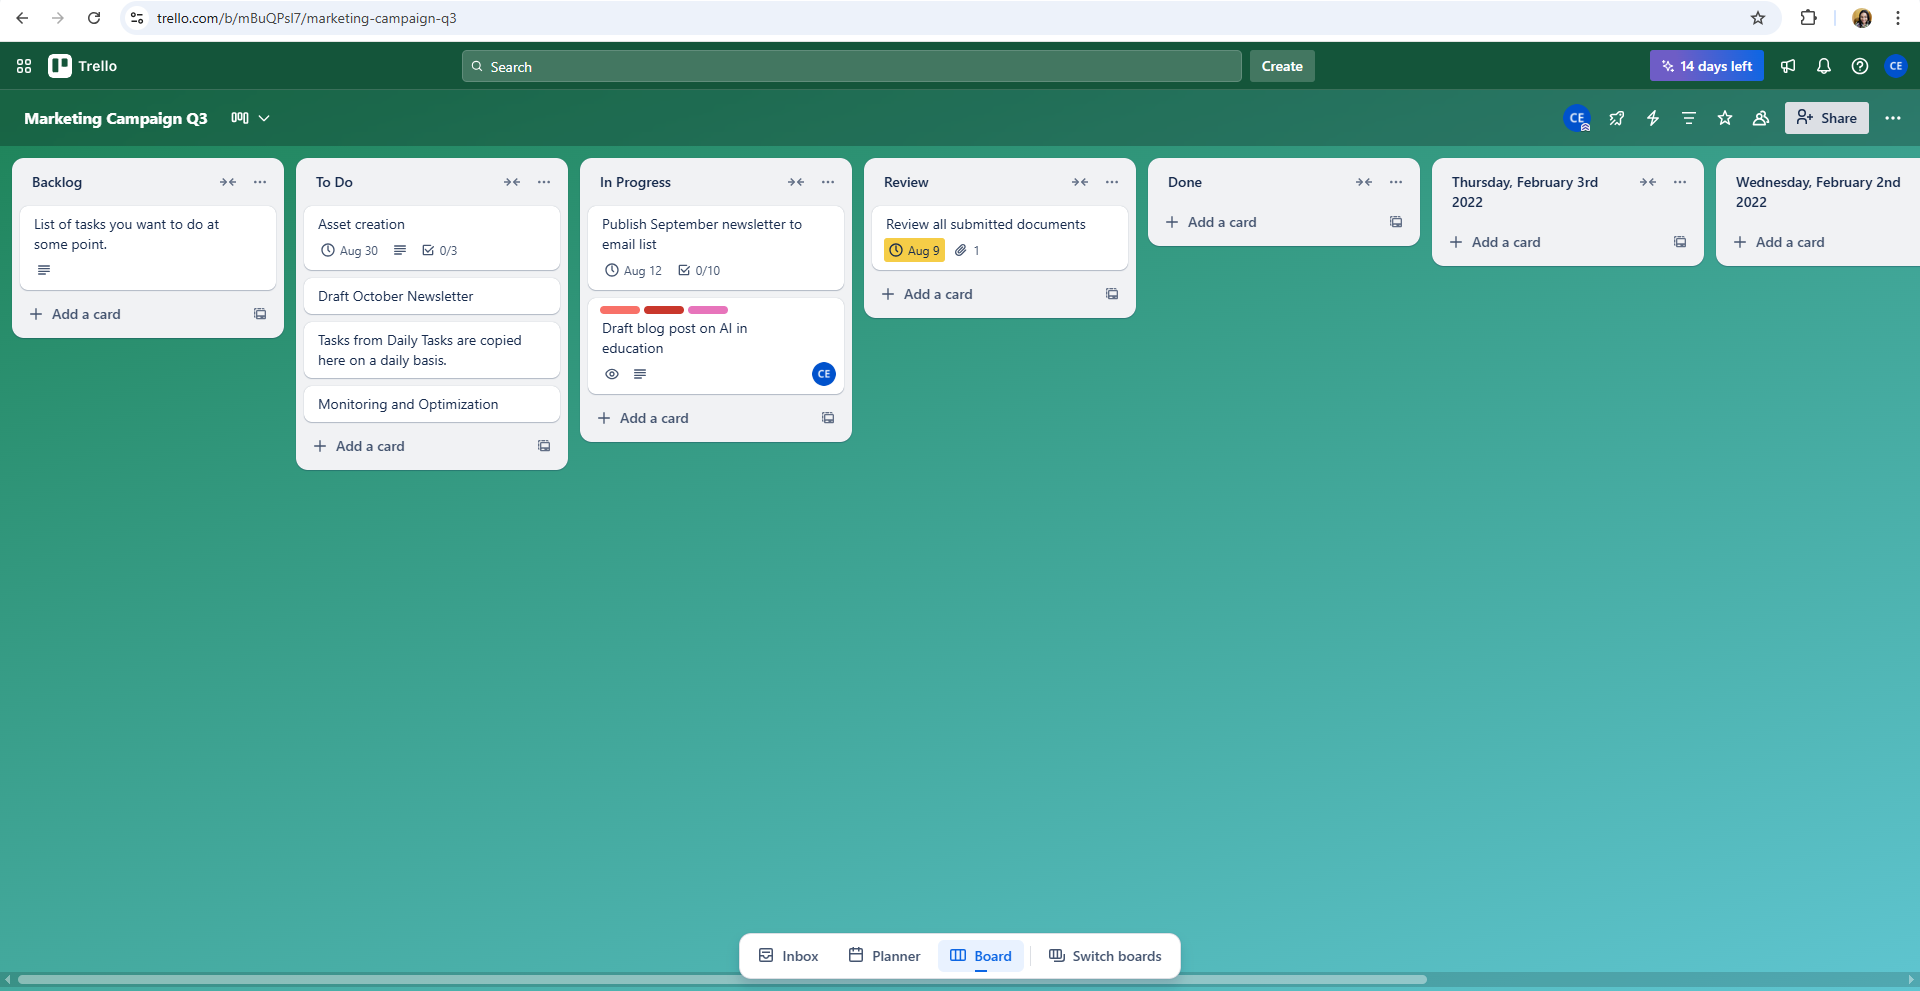 trello.com/b/mBuQPsI7/marketing-campaign-q3
Trello
Search
Create
14 days left
CE
Marketing Campaign Q3
CE
Share
Backlog
List of tasks you want to do at
some point.
Add a card
To Do
Asset creation
Aug 30
0/3
Draft October Newsletter
Tasks from Daily Tasks are copied
here on a daily basis.
Monitoring and Optimization
Add a card
In Progress
Publish September newsletter to
email list
Aug 12
0/10
Draft blog post on AI in
education
CE
Add a card
Review
Review all submitted documents
Aug 9
1
Add a card
Done
Add a card
Thursday, February 3rd
2022
Add a card
Wednesday, February 2nd
2022
Add a card
Inbox
Planner
Board
Switch boards